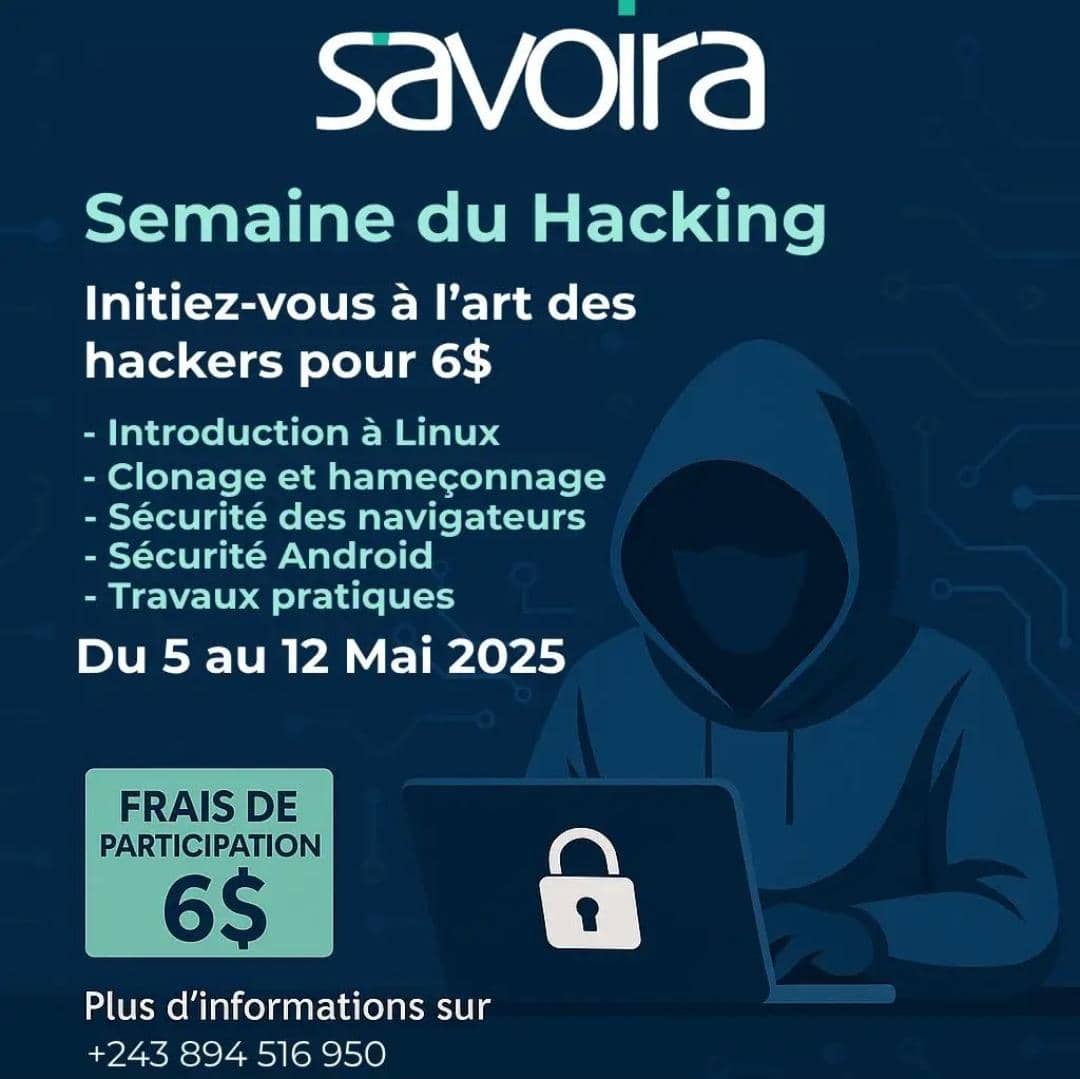 savoira
Semaine du Hacking
Initiez-vous à l'art des
hackers pour 6$
- Introduction à Linux
- Clonage et hameçonnage
- Sécurité des navigateurs
- Sécurité Android
- Travaux pratiques
Du 5 au 12 Mai 2025
FRAIS DE
PARTICIPATION
6$
Plus d'informations sur
+243 894 516 950